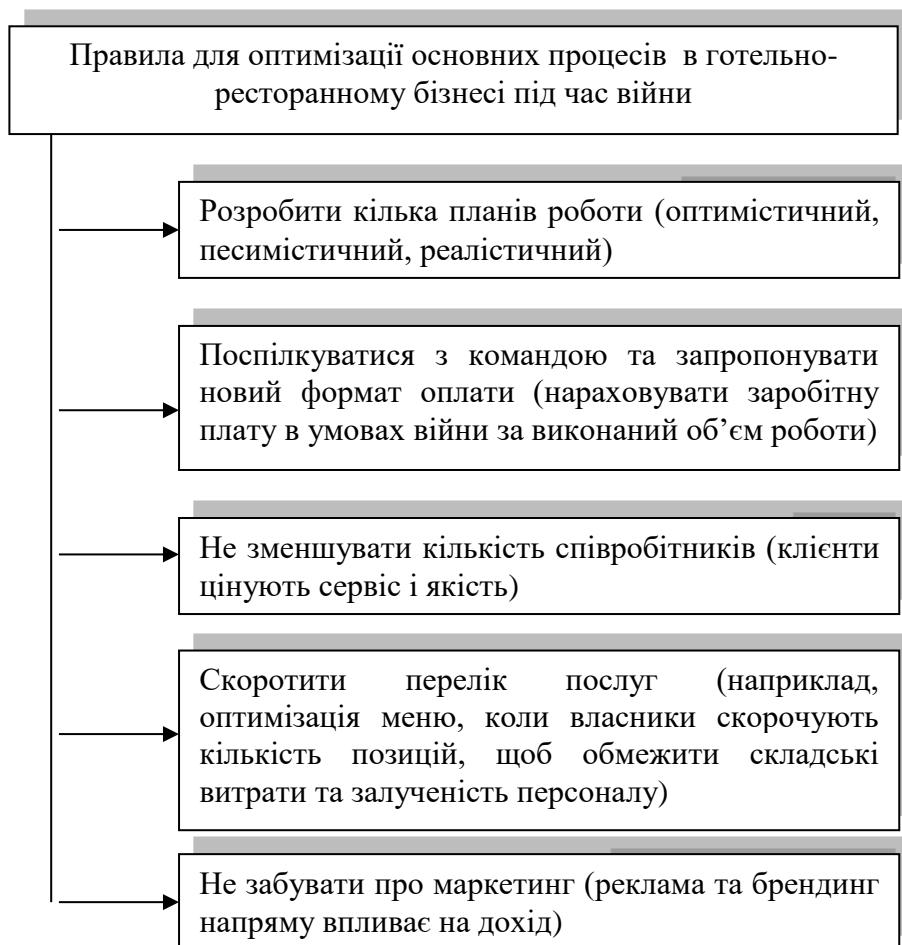 Правила для оптимізації основних процесів в готельно-
ресторанному бізнесі під час війни
Розробити кілька планів роботи (оптимістичний,
песимістичний, реалістичний)
Поспілкуватися з командою та запропонувати
новий формат оплати (нараховувати заробітну
плату в умовах війни за виконаний об’єм роботи)
Не зменшувати кількість співробітників (клієнти
цінують сервіс і якість)
Скоротити перелік послуг (наприклад,
оптимізація меню, коли власники скорочують
кількість позицій, щоб обмежити складські
витрати та залученість персоналу)
Не забувати про маркетинг (реклама та брендинг
напряму впливає на дохід)